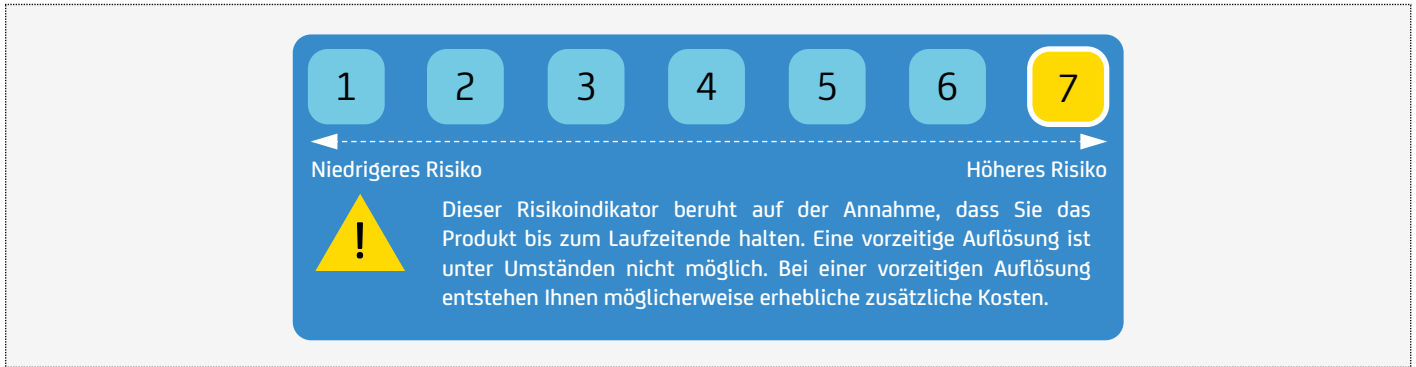 1 2 3 4 5 6 7
Niedrigeres Risiko Höheres Risiko
!
Dieser Risikoindikator beruht auf der Annahme, dass Sie das
Produkt bis zum Laufzeitende halten. Eine vorzeitige Auflösung ist
unter Umständen nicht möglich. Bei einer vorzeitigen Auflösung
entstehen Ihnen möglicherweise erhebliche zusätzliche Kosten.